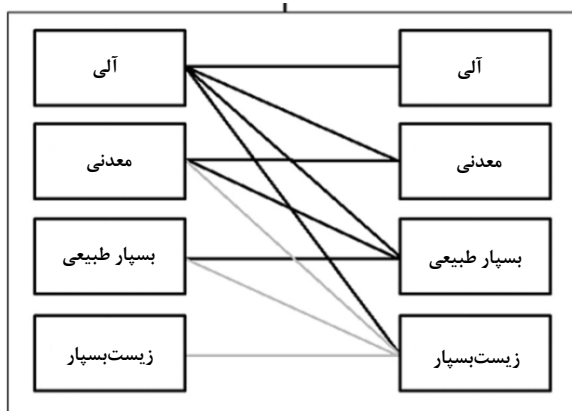 آلی
آلی
معدنی
معدنی
بسپار طبیعی
بسپار طبیعی
زیست‌بسپار
زیست‌بسپار